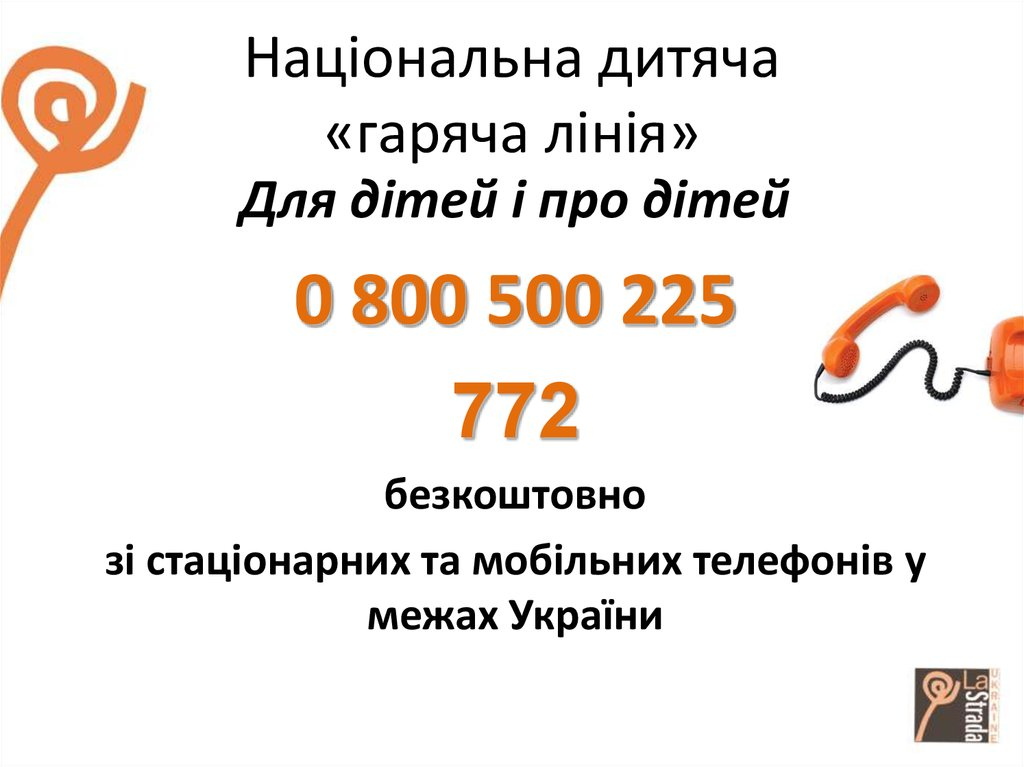 Національна дитяча
«гаряча лінія»
Для дітей і про дітей
0 800 500 225
772
безкоштовно
зі стаціонарних та мобільних телефонів у
межах України
La Strada
UKRAINE